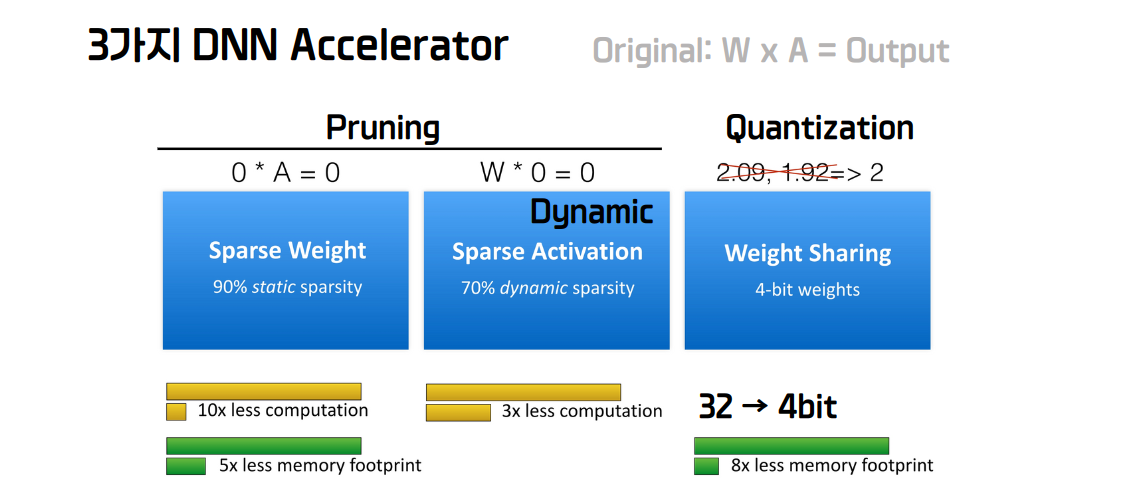 3가지 DNN Accelerator
Original: W x A = Output
Pruning
Quantization
0 * A = 0
W * 0 = 0
2.09, 1.92=> 2
Dynamic
Sparse Weight
90% static sparsity
Sparse Activation
70% dynamic sparsity
Weight Sharing
4-bit weights
10x less computation
5x less memory footprint
3x less computation
32 → 4bit
8x less memory footprint